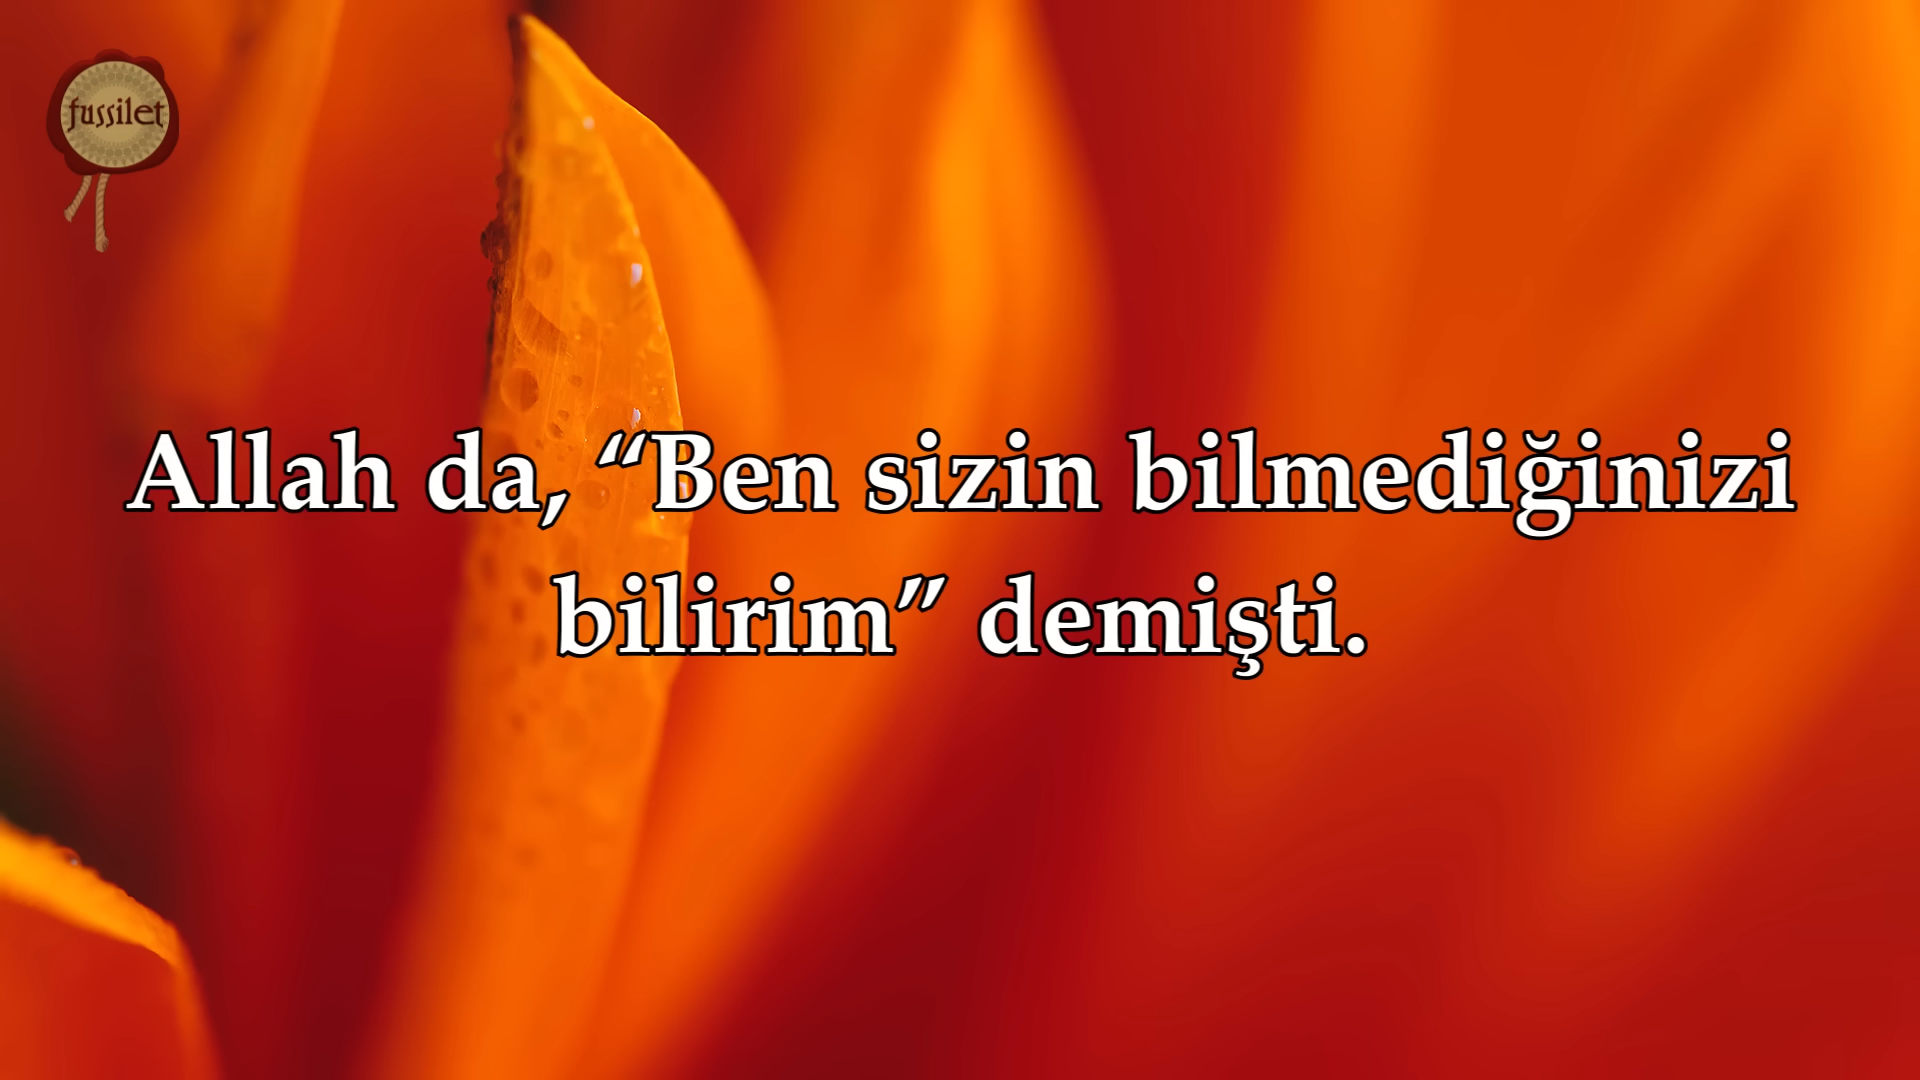 fussilet
Allah da, “Ben sizin bilmediğinizi
bilirim” demişti.